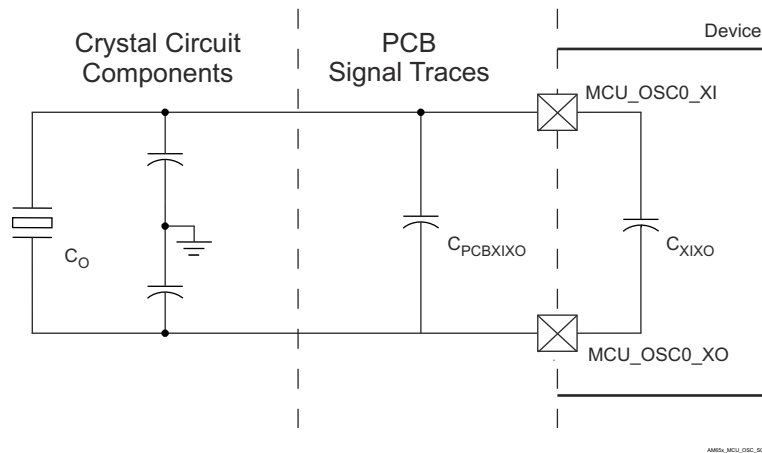 Crystal Circuit
Components
PCB
Signal Traces
Device
MCU_OSC0_XI
C_O
C_PCBXIXO
C_XIXO
MCU_OSC0_XO